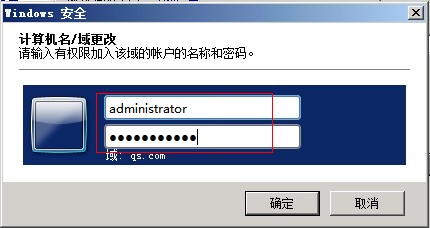 Windows 安全
计算机名/域更改
请输入有权限加入该域的帐户的名称和密码。
administrator
●●●●●●●●●●●
域: qs.com
确定
取消